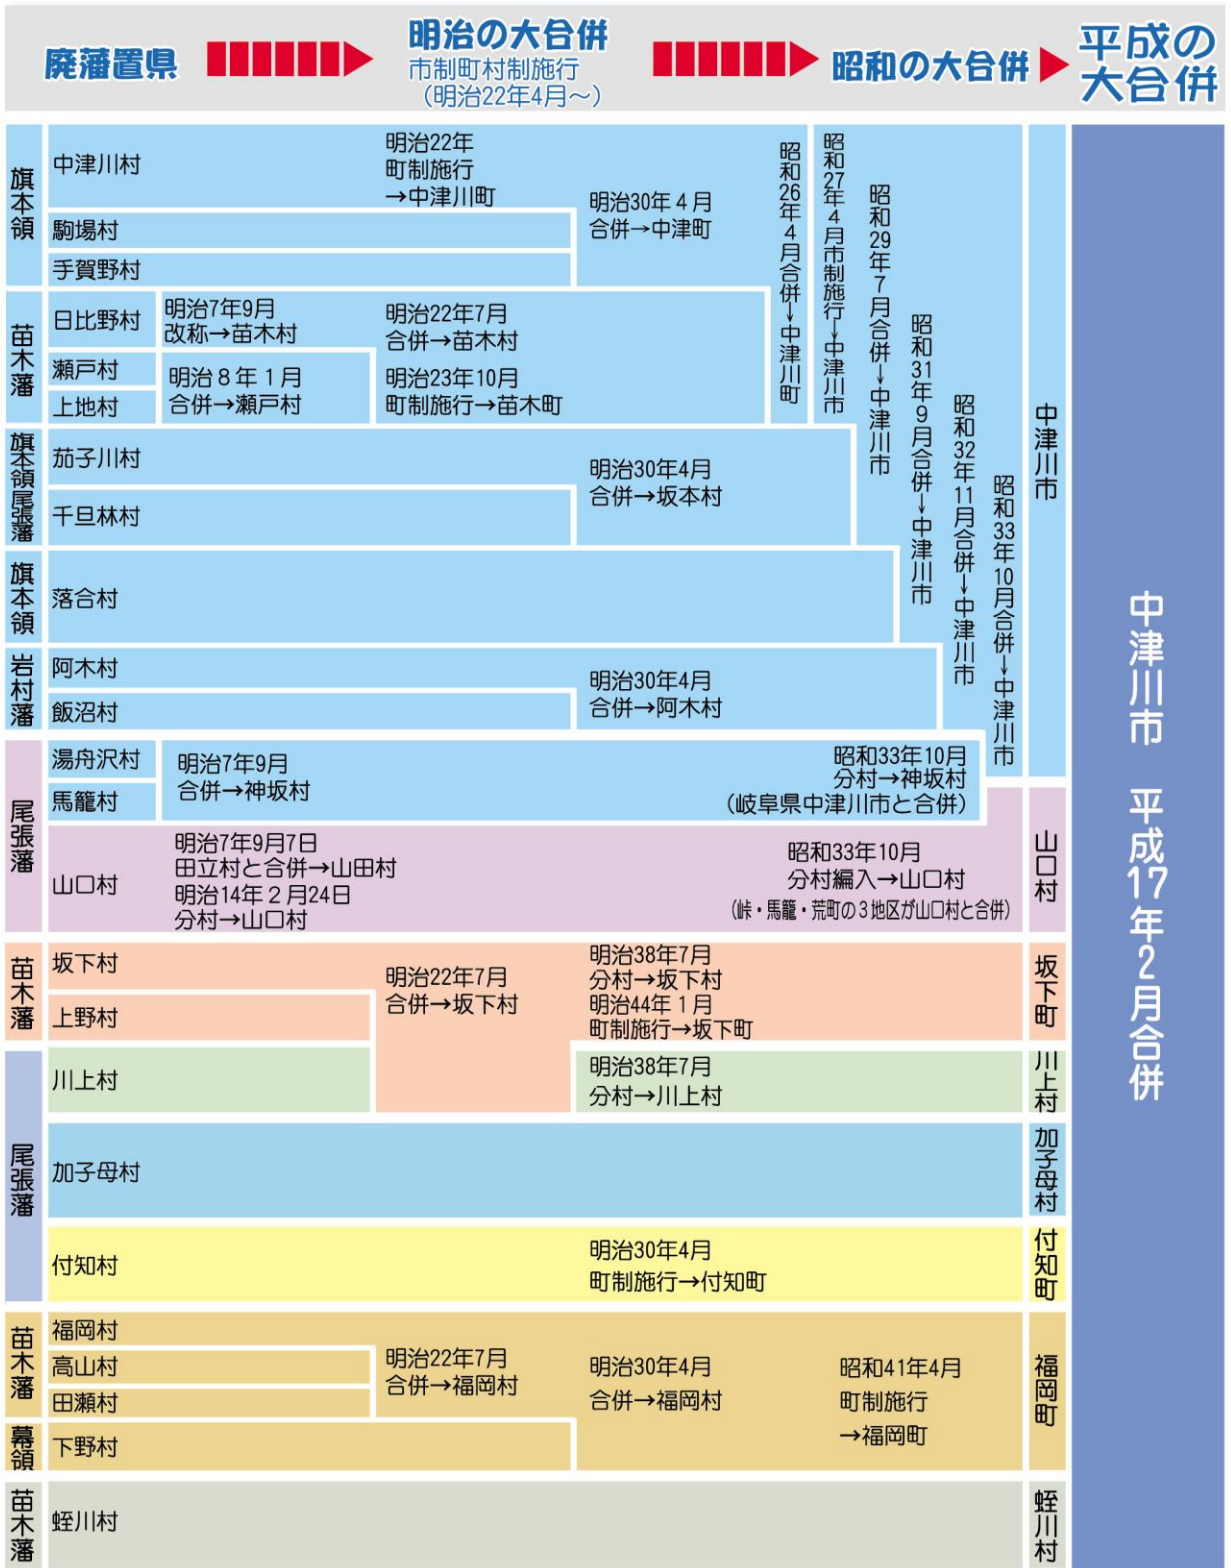 廃藩置県
明治の大合併
市制町村制施行
（明治22年4月～）
昭和の大合併
平成の
大合併
旗本領
中津川村
明治22年
町制施行
→中津川町
駒場村
手賀野村
明治30年４月
合併→中津町
苗木藩
日比野村
明治7年9月
改称→苗木村
瀬戸村
上地村
明治８年１月
合併→瀬戸村
明治22年7月
合併→苗木村
明治23年10月
町制施行→苗木町
昭和26年４月合併→中津川町
昭和27年４月市制施行→中津川市
旗本領
尾張藩
茄子川村
千旦林村
明治30年4月
合併→坂本村
昭和29年７月合併→中津川市
旗本領
落合村
昭和31年９月合併→中津川市
岩村藩
阿木村
飯沼村
明治30年4月
合併→阿木村
昭和32年11月合併→中津川市
昭和33年10月合併→中津川市
中津川市
尾張藩
湯舟沢村
馬籠村
明治7年9月
合併→神坂村
昭和33年10月
分村→神坂村
（岐阜県中津川市と合併）
山口村
明治7年9月7日
田立村と合併→山田村
明治14年２月24日
分村→山口村
昭和33年10月
分村編入→山口村
（峠・馬籠・荒町の３地区が山口村と合併）
山口村
苗木藩
坂下村
上野村
明治22年7月
合併→坂下村
明治38年7月
分村→坂下村
明治44年１月
町制施行→坂下町
坂下町
尾張藩
川上村
明治38年7月
分村→川上村
川上村
加子母村
加子母村
付知村
明治30年4月
町制施行→付知町
付知町
苗木藩
福岡村
高山村
田瀬村
明治22年7月
合併→福岡村
幕領
下野村
明治30年4月
合併→福岡村
昭和41年4月
町制施行
→福岡町
福岡町
苗木藩
蛭川村
蛭川村
中津川市　平成17年２月合併